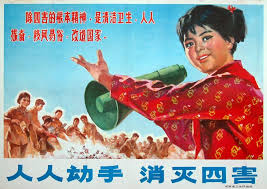 除四害的根本精神，是清洁卫生，人人
振奋，移风易俗，改造国家。
人人动手 消灭四害